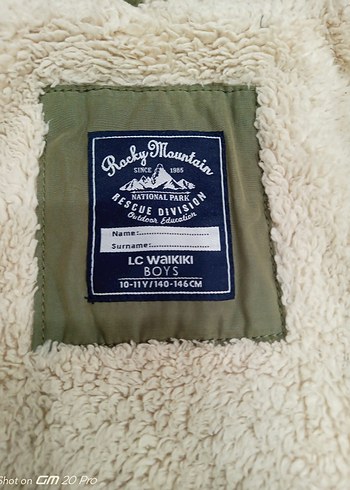 Rocky Mountain
SINCE 1985
NATIONAL PARK
RESCUE DIVISION
Outdoor Education
Name:
Surname:
LC WAIKIKI
BOYS
10-11Y/140-146CM
Shot on GM 20 Pro